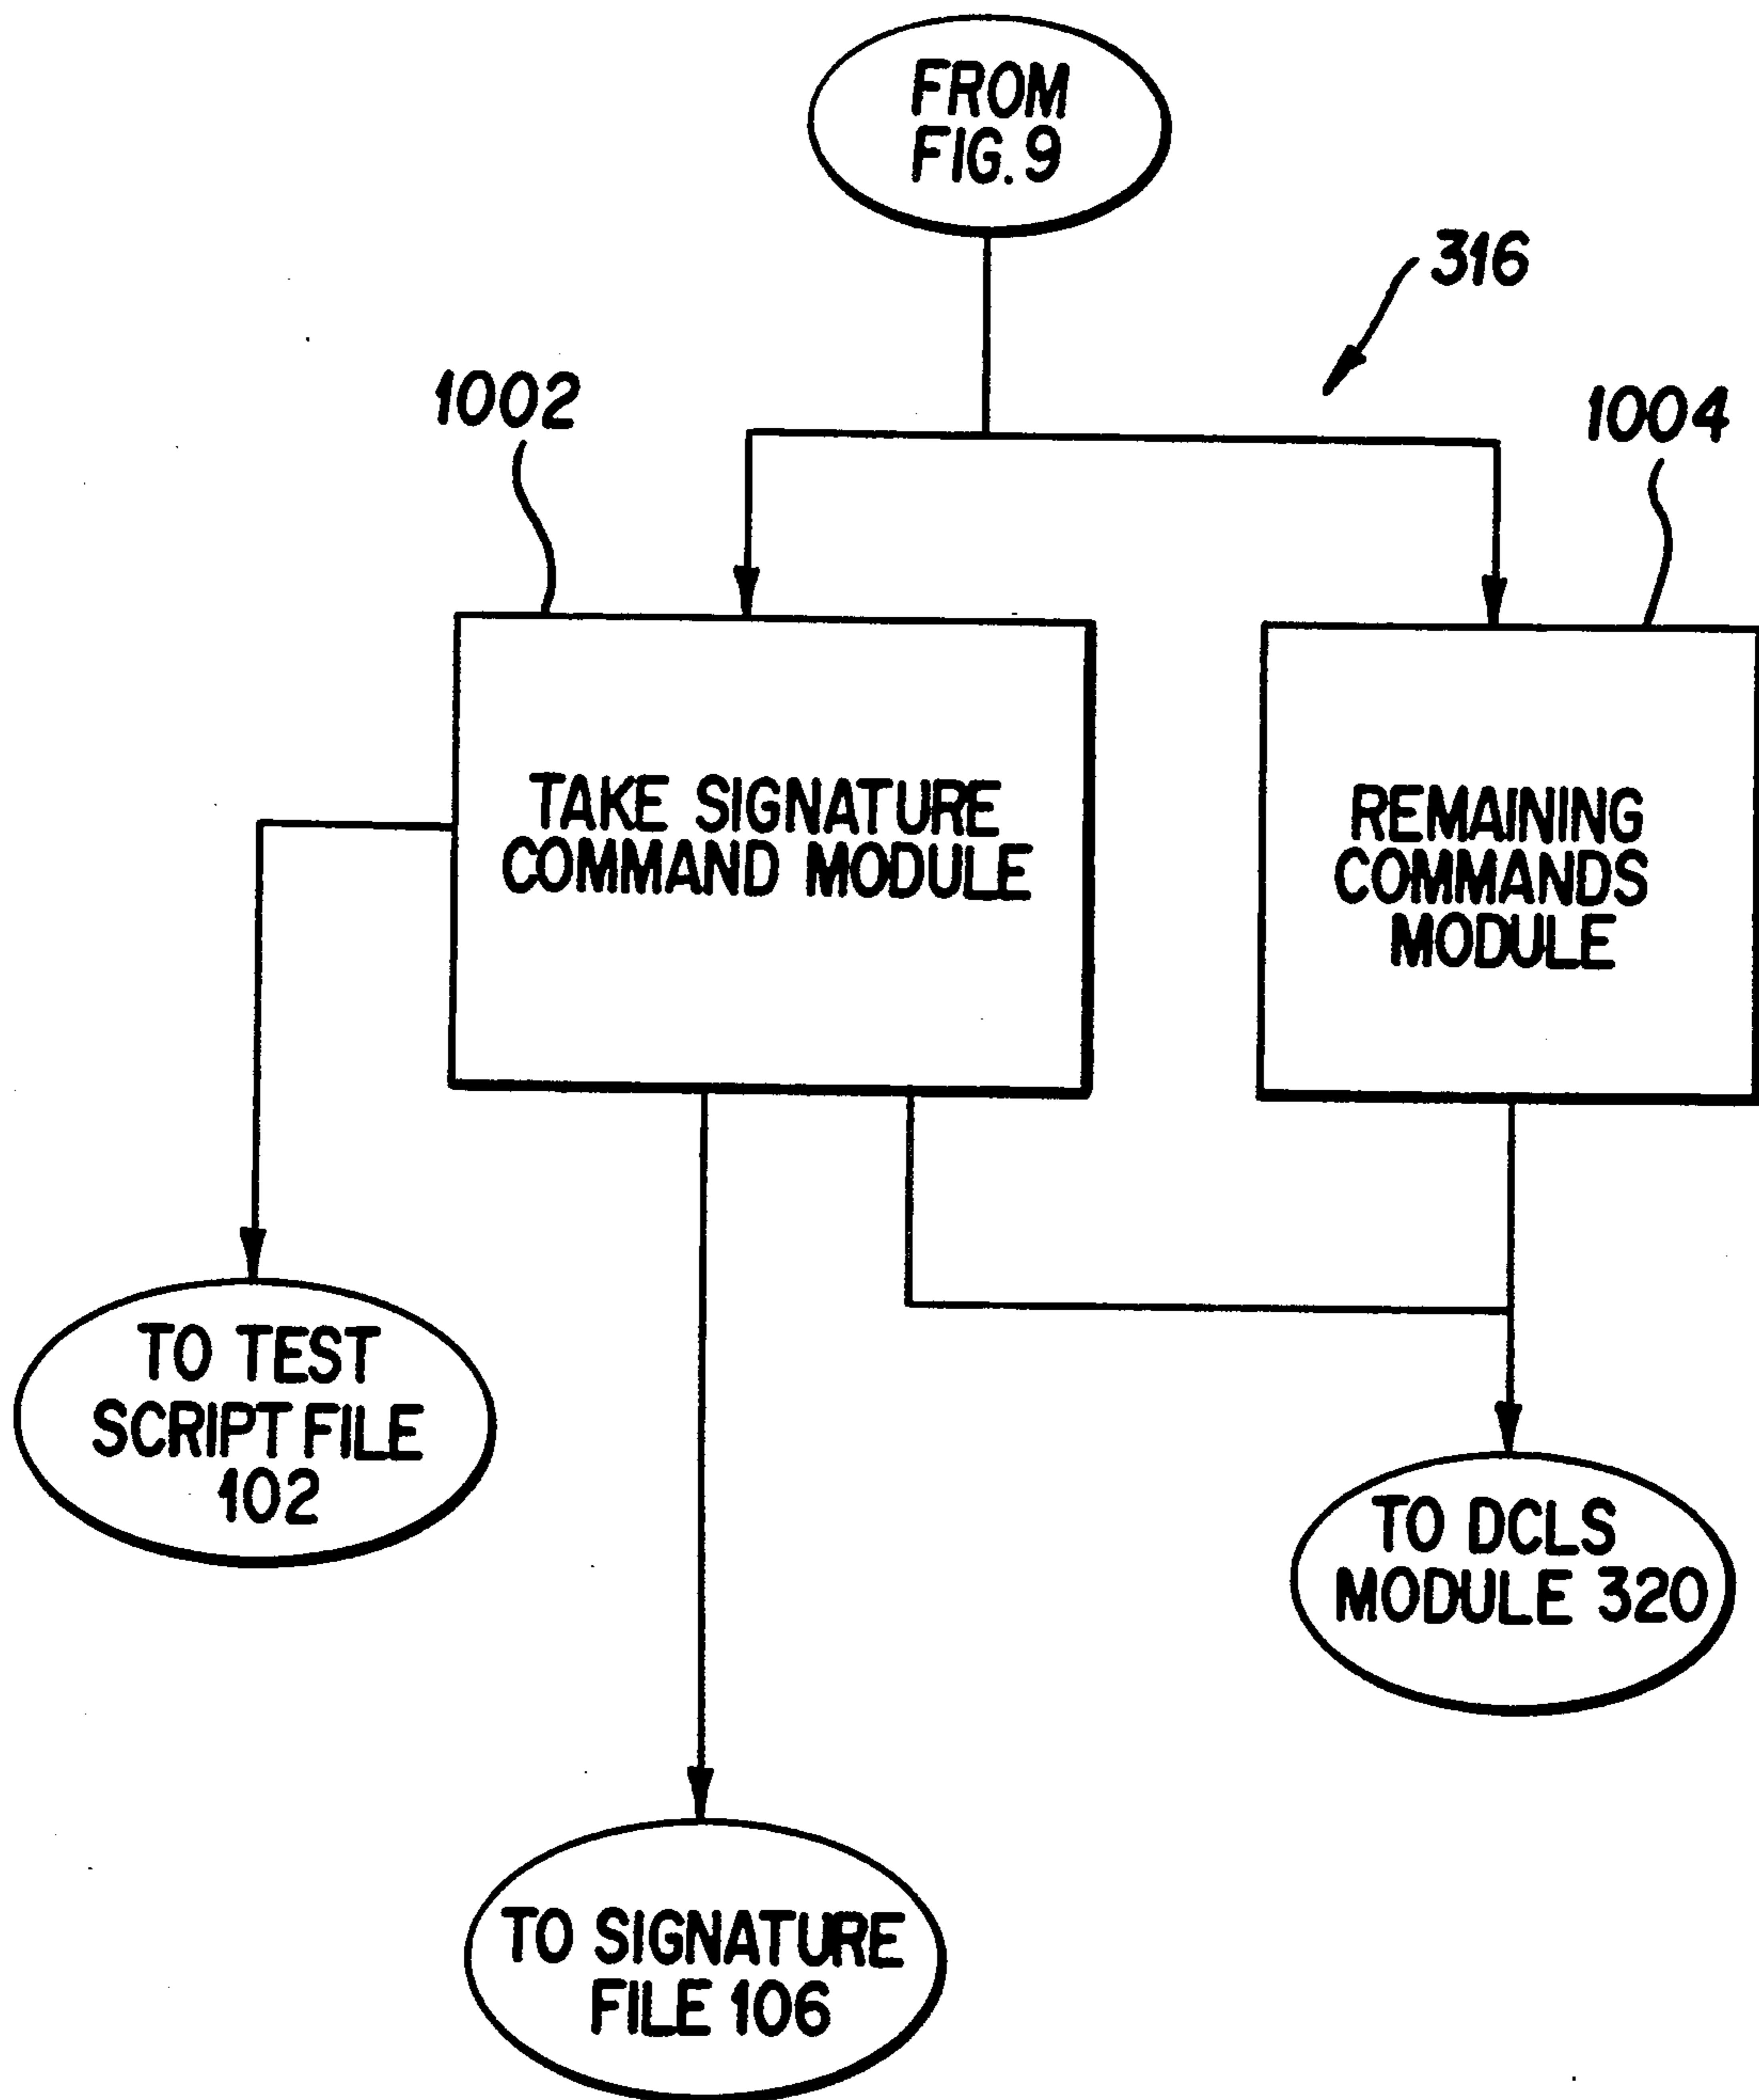 FROM
FIG. 9
316
1002
1004
TAKE SIGNATURE
COMMAND MODULE
REMAINING
COMMANDS
MODULE
TO TEST
SCRIPT FILE
102
TO DCLS
MODULE 320
TO SIGNATURE
FILE 106